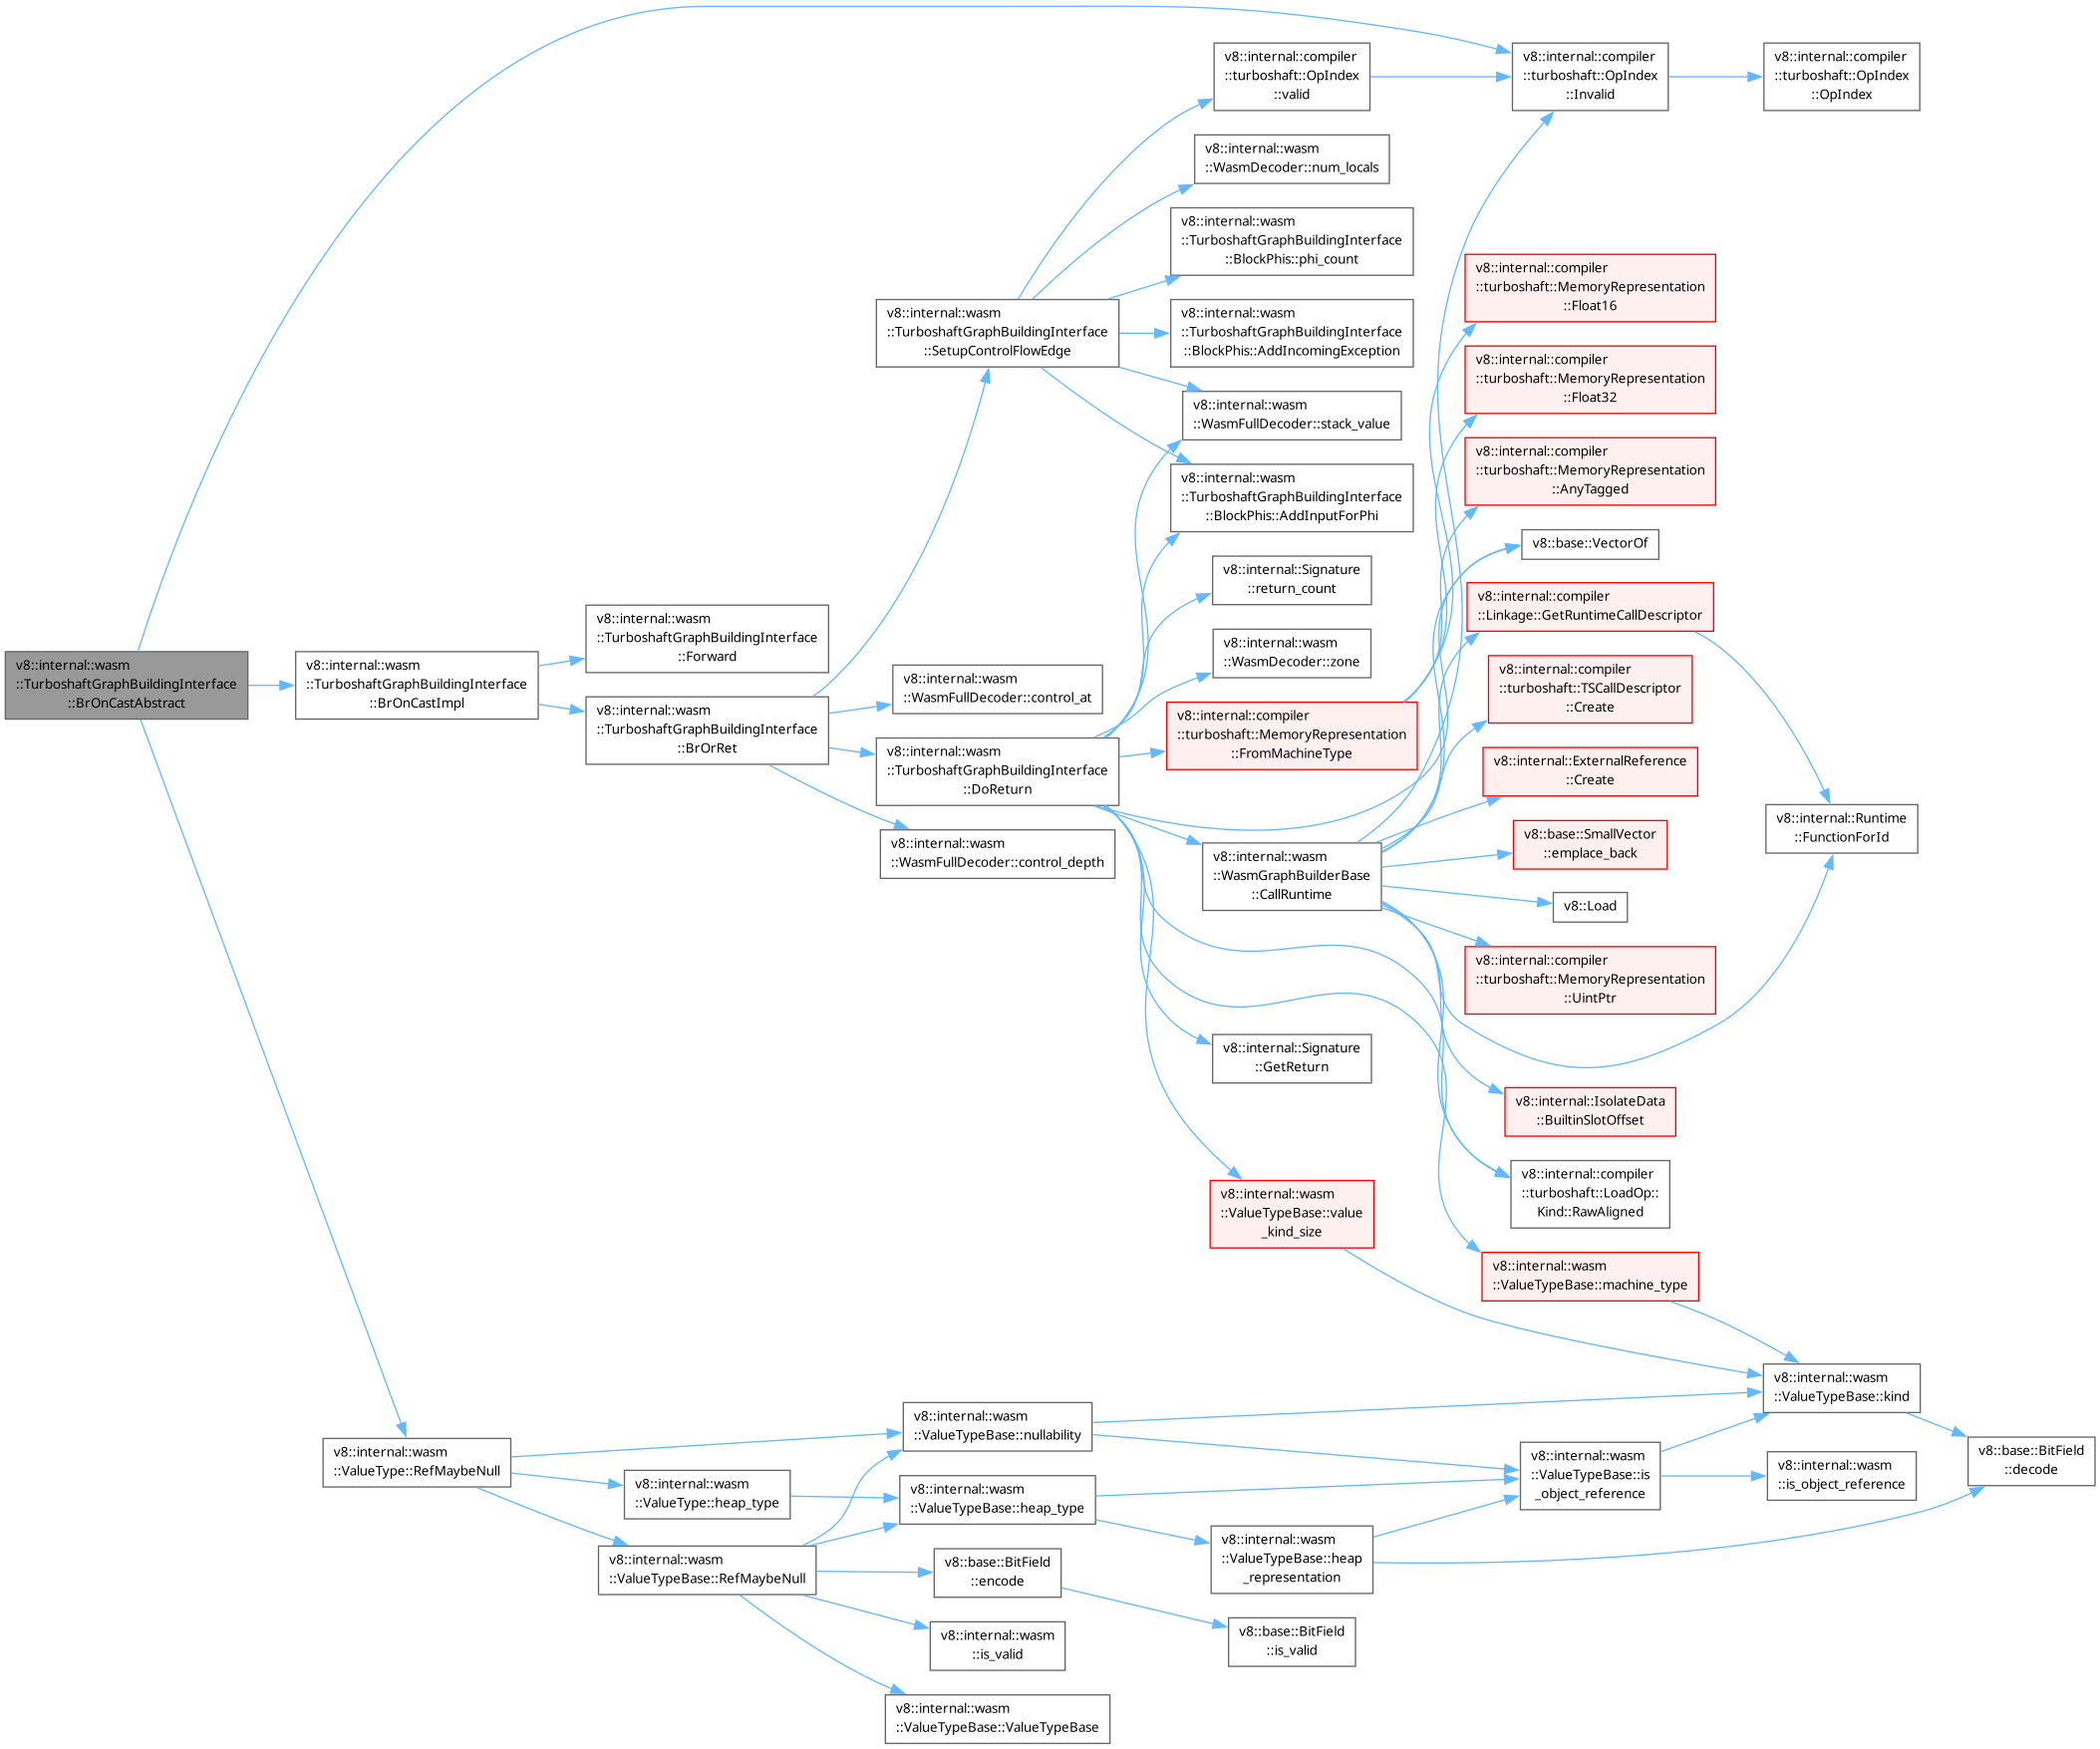 v8::internal::wasm
::TurboshaftGraphBuildingInterface
::BrOnCastAbstract
v8::internal::wasm
::TurboshaftGraphBuildingInterface
::BrOnCastImpl
v8::internal::wasm
::TurboshaftGraphBuildingInterface
::Forward
v8::internal::wasm
::TurboshaftGraphBuildingInterface
::BrOrRet
v8::internal::wasm
::TurboshaftGraphBuildingInterface
::SetupControlFlowEdge
v8::internal::wasm
::WasmFullDecoder::control_at
v8::internal::wasm
::TurboshaftGraphBuildingInterface
::DoReturn
v8::internal::wasm
::WasmFullDecoder::control_depth
v8::internal::compiler
::turboshaft::OpIndex
::valid
v8::internal::wasm
::WasmDecoder::num_locals
v8::internal::wasm
::TurboshaftGraphBuildingInterface
::BlockPhis::phi_count
v8::internal::wasm
::TurboshaftGraphBuildingInterface
::BlockPhis::AddIncomingException
v8::internal::wasm
::WasmFullDecoder::stack_value
v8::internal::wasm
::TurboshaftGraphBuildingInterface
::BlockPhis::AddInputForPhi
v8::internal::Signature
::return_count
v8::internal::wasm
::WasmDecoder::zone
v8::internal::compiler
::turboshaft::MemoryRepresentation
::FromMachineType
v8::internal::wasm
::WasmGraphBuilderBase
::CallRuntime
v8::internal::Signature
::GetReturn
v8::internal::wasm
::ValueTypeBase::value
_kind_size
v8::internal::compiler
::turboshaft::OpIndex
::Invalid
v8::internal::compiler
::turboshaft::OpIndex
::OpIndex
v8::internal::compiler
::turboshaft::MemoryRepresentation
::Float16
v8::internal::compiler
::turboshaft::MemoryRepresentation
::Float32
v8::internal::compiler
::turboshaft::MemoryRepresentation
::AnyTagged
v8::base::VectorOf
v8::internal::compiler
::Linkage::GetRuntimeCallDescriptor
v8::internal::compiler
::turboshaft::TSCallDescriptor
::Create
v8::internal::ExternalReference
::Create
v8::base::SmallVector
::emplace_back
v8::Load
v8::internal::compiler
::turboshaft::MemoryRepresentation
::UintPtr
v8::internal::Runtime
::FunctionForId
v8::internal::IsolateData
::BuiltinSlotOffset
v8::internal::compiler
::turboshaft::LoadOp::
Kind::RawAligned
v8::internal::wasm
::ValueTypeBase::machine_type
v8::internal::wasm
::ValueTypeBase::kind
v8::base::BitField
::decode
v8::internal::wasm
::ValueType::RefMaybeNull
v8::internal::wasm
::ValueType::heap_type
v8::internal::wasm
::ValueTypeBase::RefMaybeNull
v8::internal::wasm
::ValueTypeBase::nullability
v8::internal::wasm
::ValueTypeBase::heap_type
v8::base::BitField
::encode
v8::internal::wasm
::is_valid
v8::internal::wasm
::ValueTypeBase::ValueTypeBase
v8::internal::wasm
::ValueTypeBase::heap
_representation
v8::base::BitField
::is_valid
v8::internal::wasm
::ValueTypeBase::is
_object_reference
v8::internal::wasm
::is_object_reference